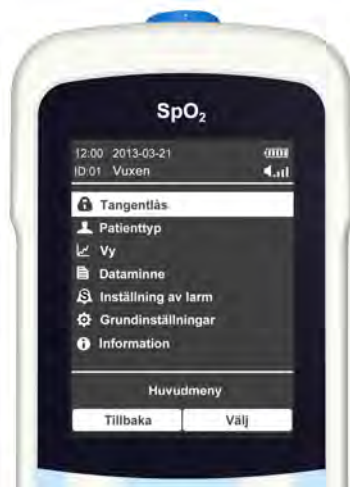 SpO₂
12:00 2013-03-21
ID:01 Vuxen
Tangentlås
Patienttyp
Vy
Dataminne
Inställning av larm
Grundinställningar
Information
Huvudmeny
Tillbaka Välj